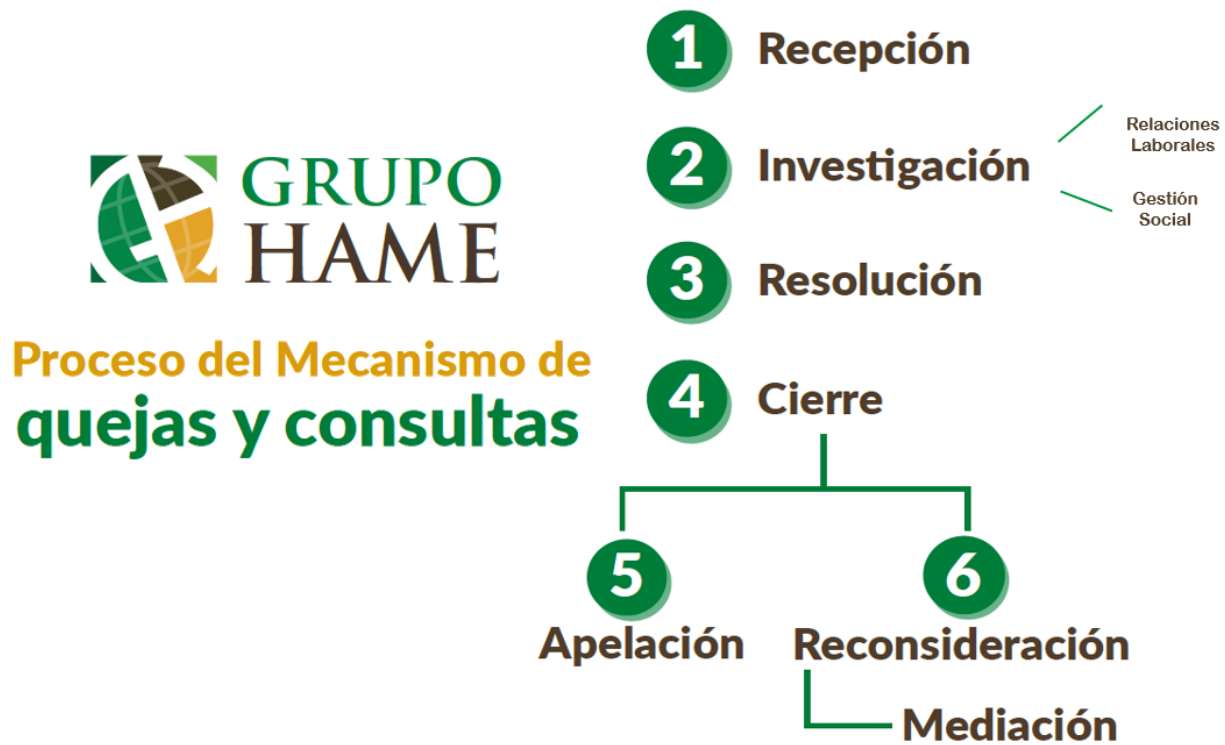 GRUPO
HAME
Proceso del Mecanismo de
quejas y consultas
1 Recepción
2 Investigación
Relaciones
Laborales
Gestión
Social
3 Resolución
4 Cierre
5
Apelación
6
Reconsideración
Mediación